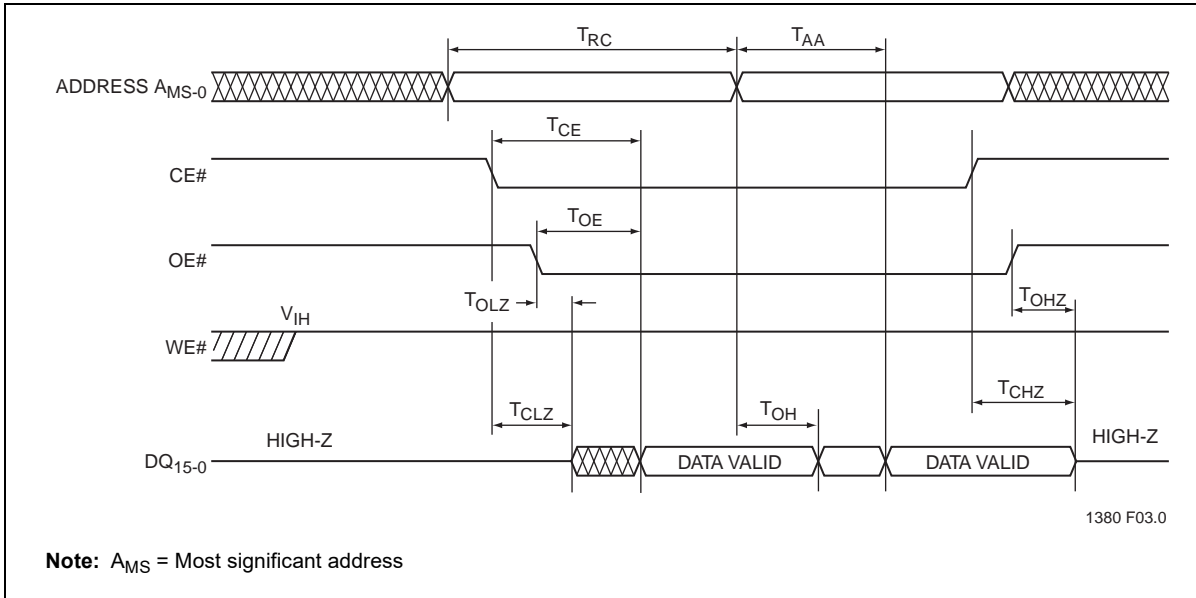 T_RC T_AA
ADDRESS A_MS-0
T_CE
CE#
T_OE
OE#
T_OLZ T_OHZ
V_IH
WE#
T_CHZ
T_CLZ T_OH
HIGH-Z HIGH-Z
DQ_15-0 DATA VALID DATA VALID
1380 F03.0
Note: A_MS = Most significant address